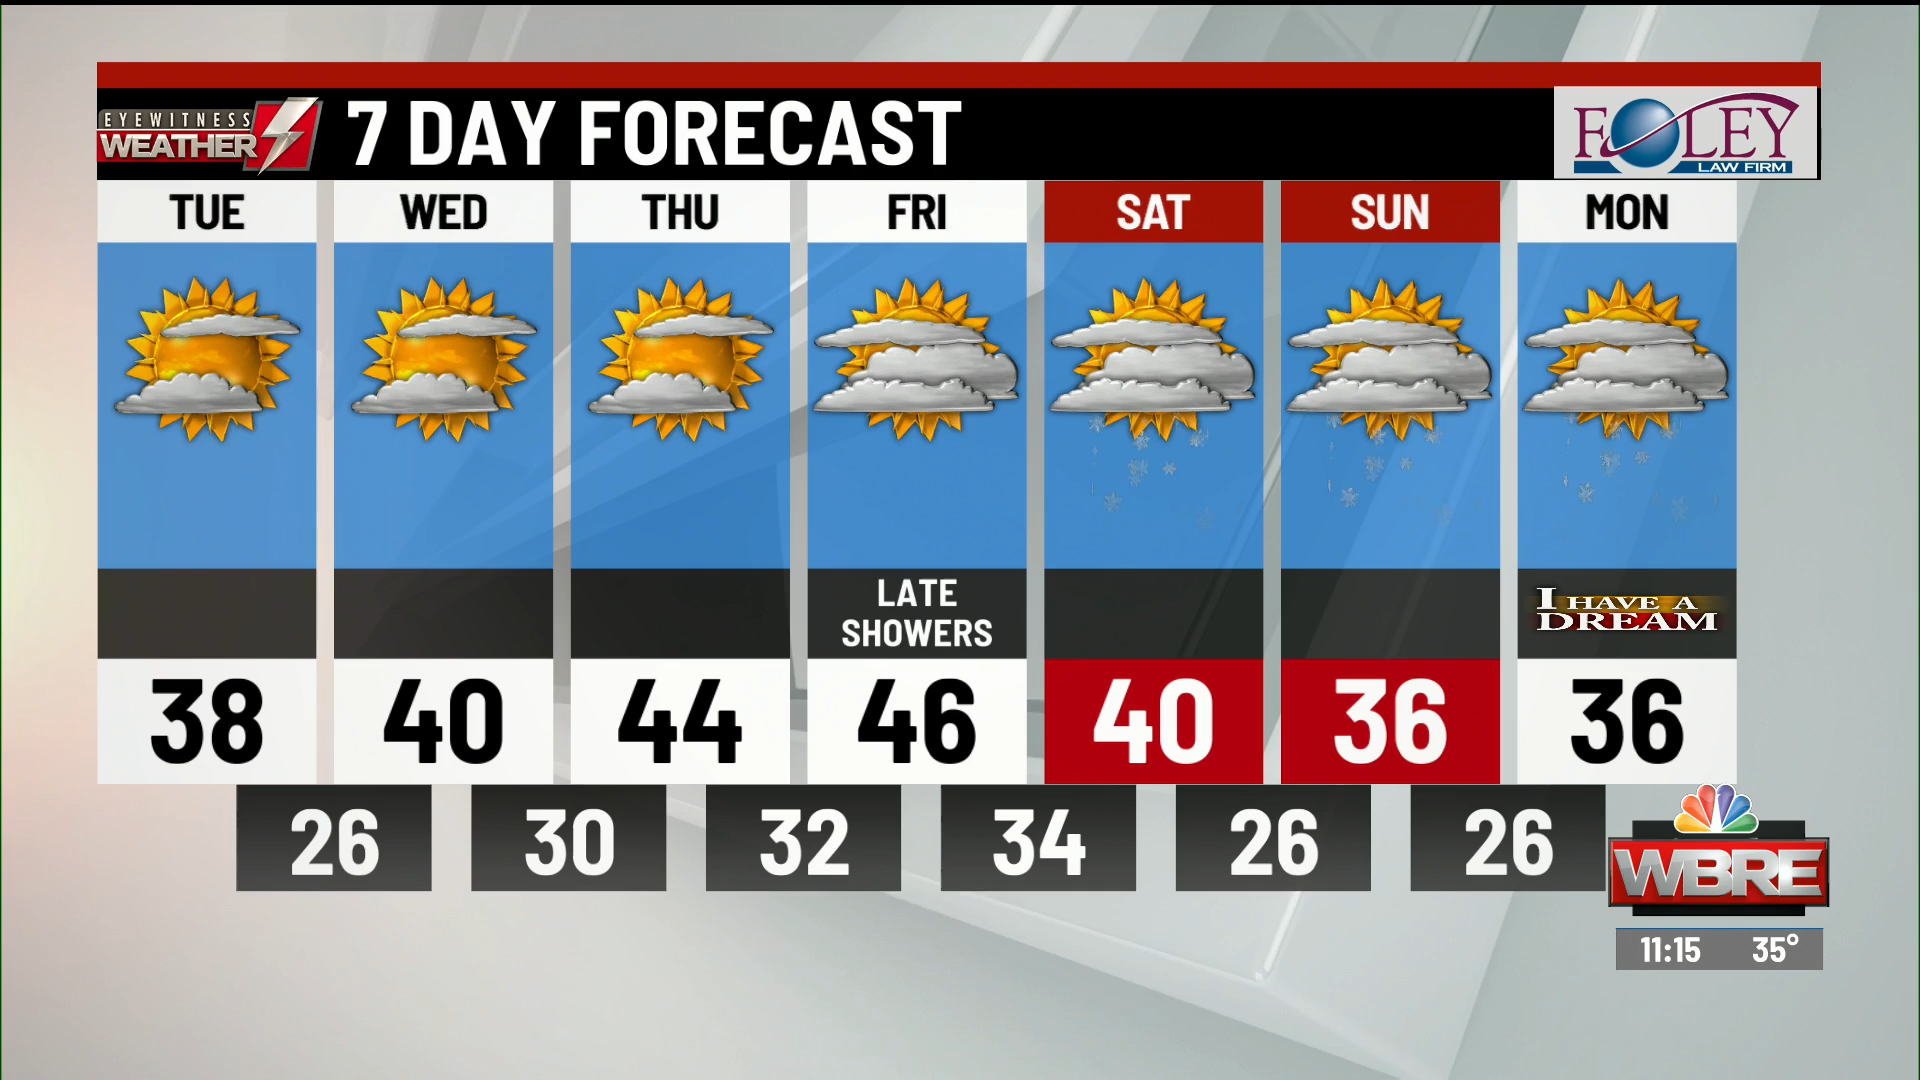 EYEWITNESS
WEATHER
7 DAY FORECAST
FOLEY
LAW FIRM
TUE
WED
THU
FRI
SAT
SUN
MON
LATE
SHOWERS
I HAVE A
DREAM
38
40
44
46
40
36
36
26
30
32
34
26
26
WBRE
11:15 35°